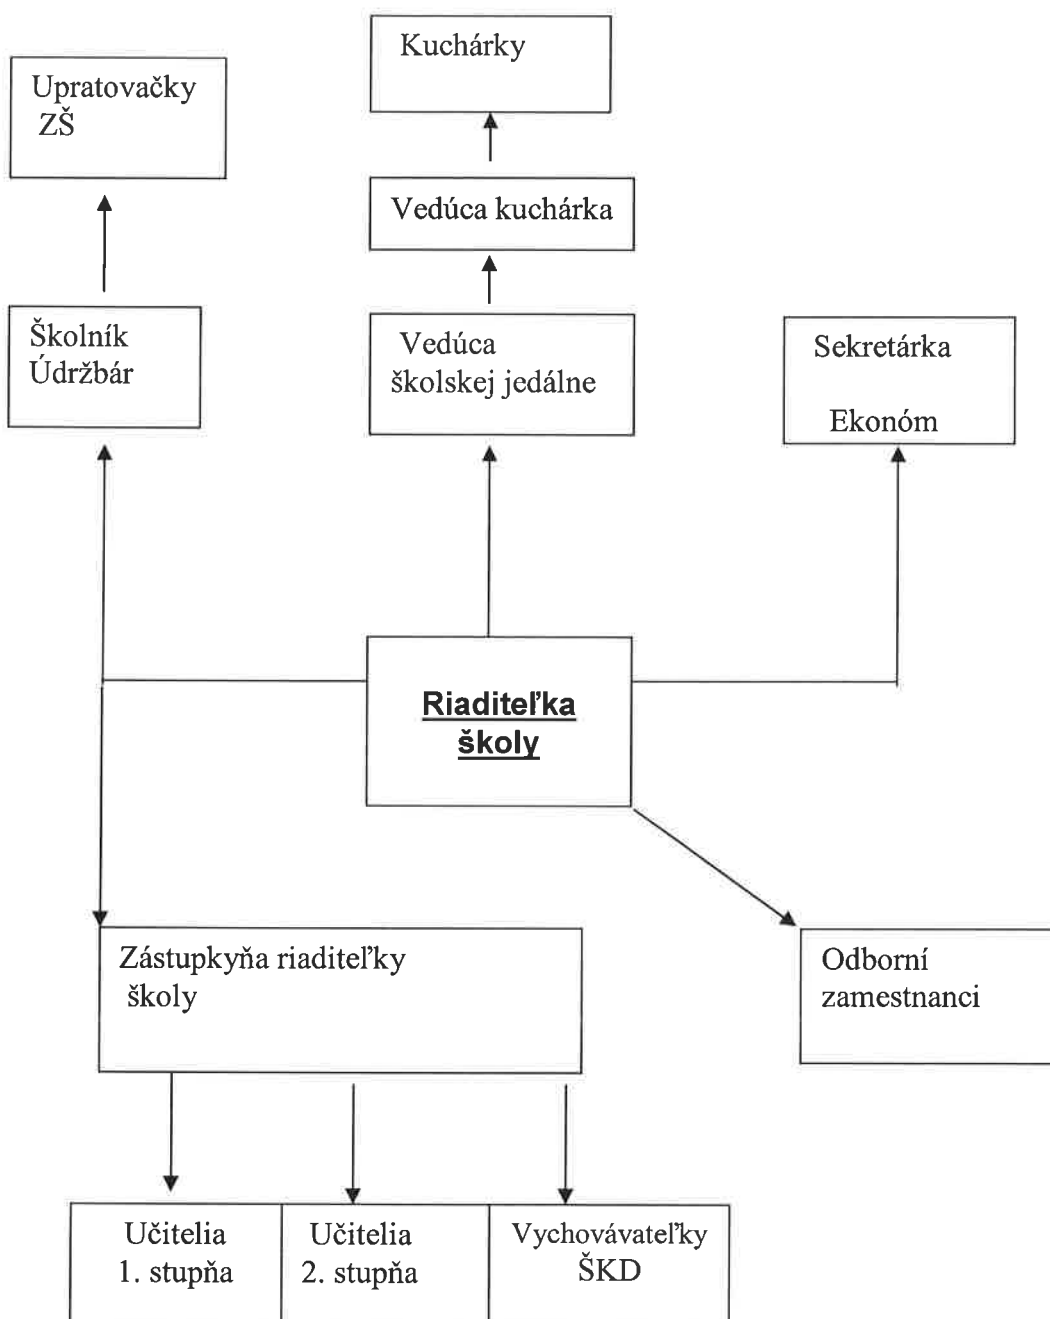 Kuchárky
Upratovačky
ZŠ
Vedúca kuchárka
Školník
Údržbár
Vedúca
školskej jedálne
Sekretárka
Ekonóm
Riaditeľka
školy
Zástupkyňa riaditeľky
školy
Odborní
zamestnanci
Učitelia
1. stupňa
Učitelia
2. stupňa
Vychovávateľky
ŠKD